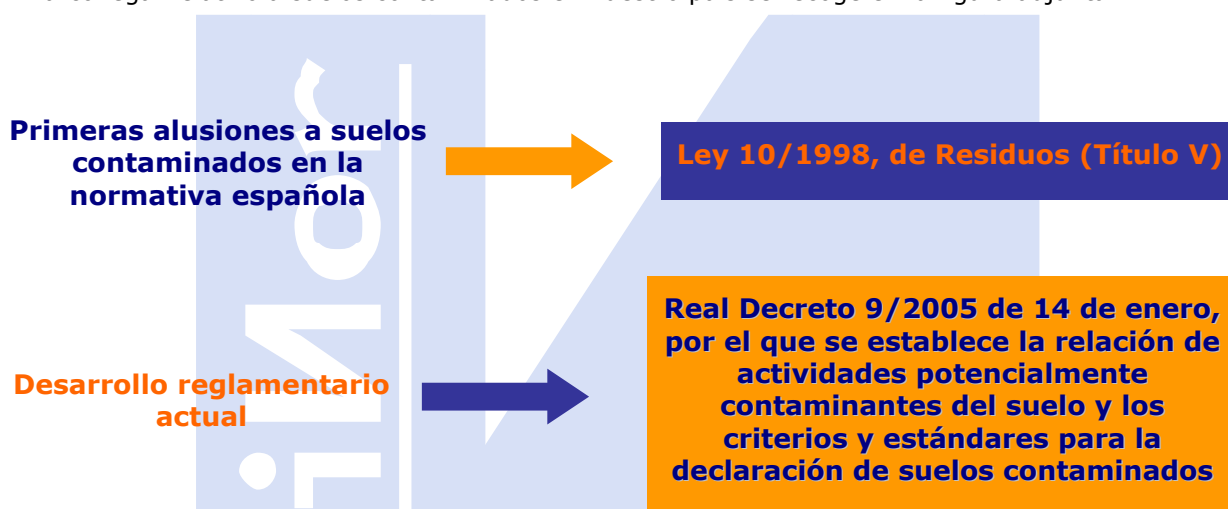 Primeras alusiones a suelos
contaminados en la
normativa española
Ley 10/1998, de Residuos (Título V)
Desarrollo reglamentario
actual
Real Decreto 9/2005 de 14 de enero,
por el que se establece la relación de
actividades potencialmente
contaminantes del suelo y los
criterios y estándares para la
declaración de suelos contaminados
iMor